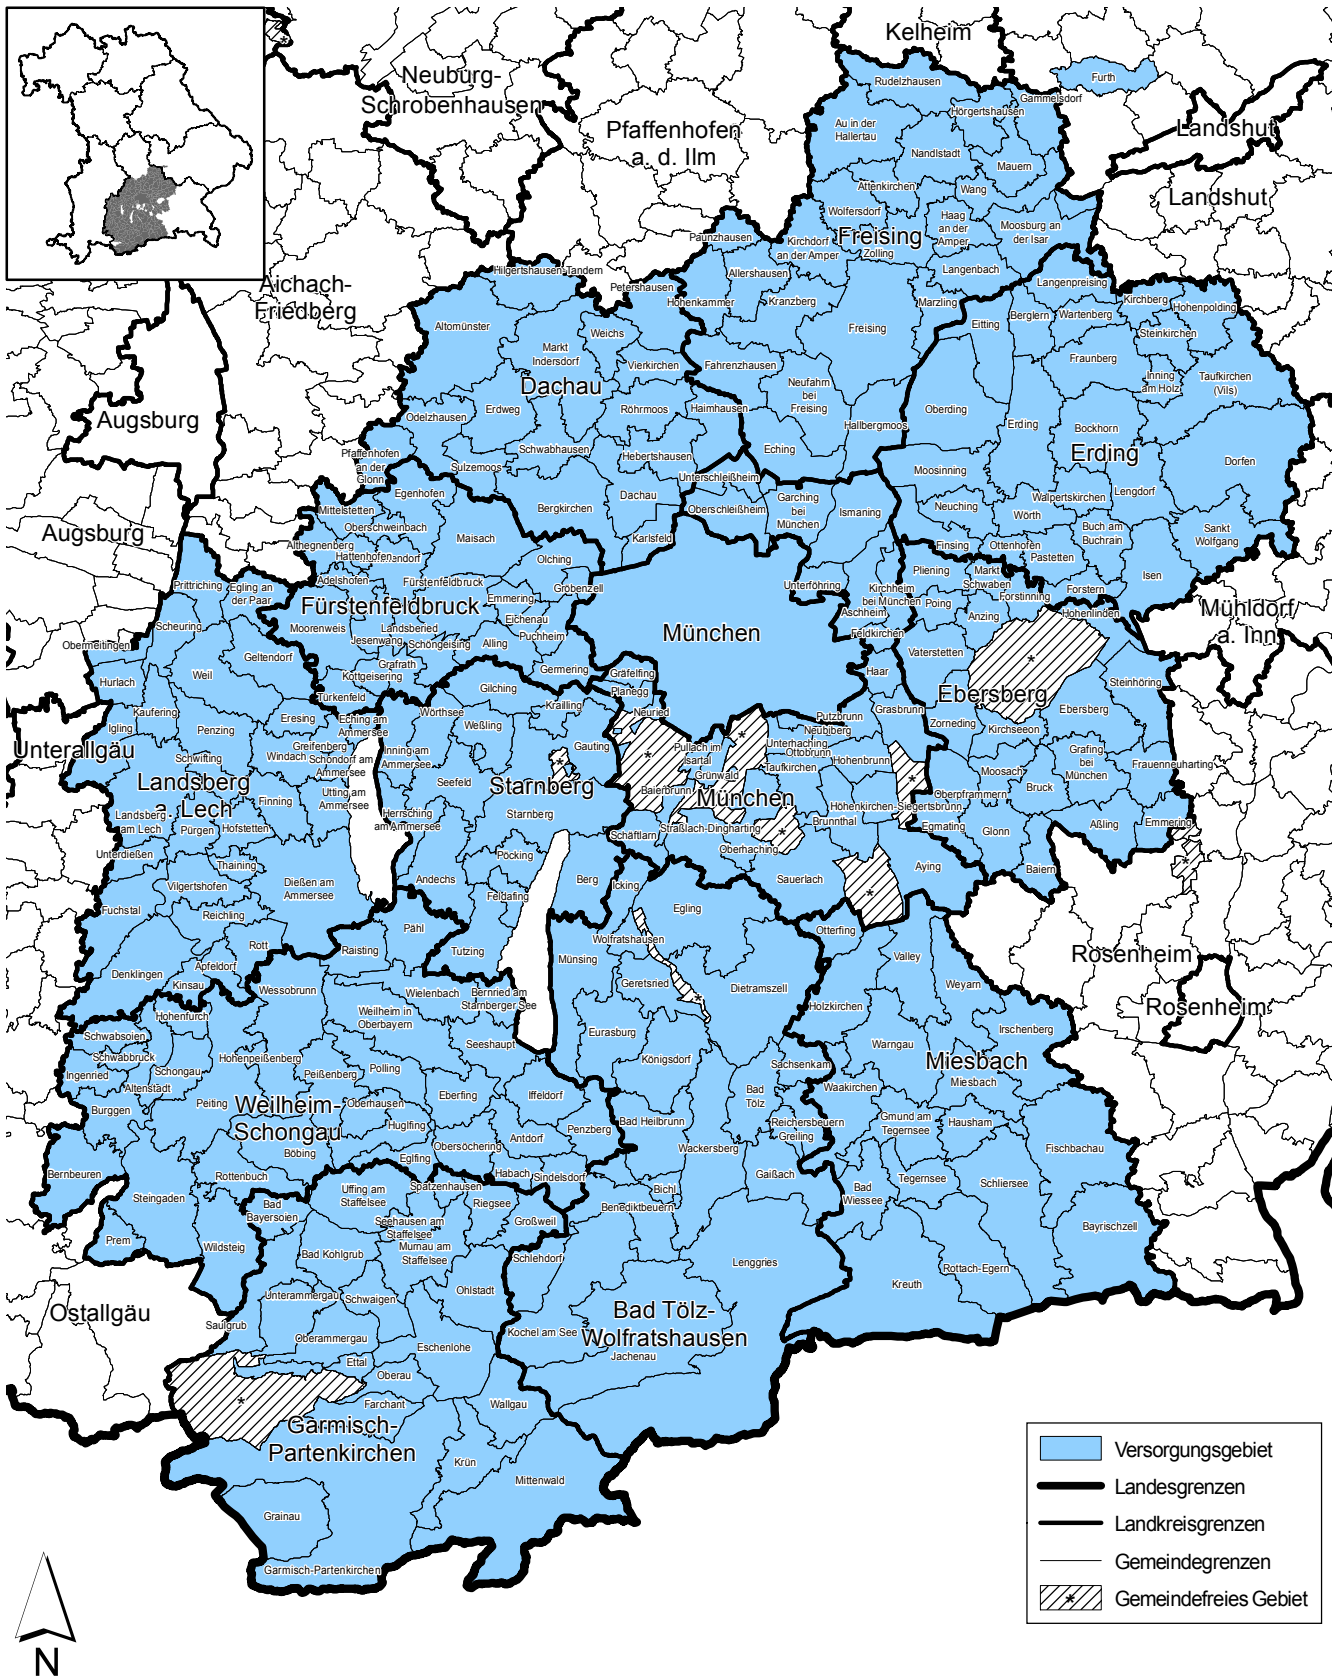 Kelheim
Neuburg-
Schrobenhausen
Pfaffenhofen
a. d. Ilm
Landshut
Landshut
Aichach-
Friedberg
Augsburg
Augsburg
Unterallgäu
Ostallgäu
Mühldorf
a. Inn
Rosenheim
Rosenheim
Furth
Freising
Rudelzhausen
Gammelsdorf
Hörgertshausen
Au in der
Hallertau
Nandlstadt
Mauern
Attenkirchen
Wang
Wolfersdorf
Haag
an der
Amper
Moosburg an
der Isar
Paunzhausen
Kirchdorf
an der Amper
Zolling
Allershausen
Langenbach
Hohenkammer
Kranzberg
Marzling
Freising
Fahrenzhausen
Neufahrn
bei
Freising
Hallbergmoos
Eching
Dachau
Hilgertshausen-Tandern
Petershausen
Altomünster
Weichs
Markt
Indersdorf
Vierkirchen
Odelzhausen
Erdweg
Röhrmoos
Haimhausen
Schwabhausen
Hebertshausen
Pfaffenhofen
an der
Glonn
Sulzemoos
Dachau
Bergkirchen
Karlsfeld
Erding
Langenpreising
Kirchberg
Hohenpolding
Eitting
Berglern
Wartenberg
Steinkirchen
Fraunberg
Inning
am Holz
Taufkirchen
(Vils)
Oberding
Erding
Bockhorn
Dorfen
Moosinning
Lengdorf
Walpertskirchen
Neuching
Wörth
Buch am
Buchrain
Sankt
Wolfgang
Finsing
Ottenhofen
Pastetten
Isen
Forstern
Fürstenfeldbruck
Egenhofen
Mittelstetten
Oberschweinbach
Maisach
Althegnenberg
Hattenhofen
Olching
Adelshofen
Fürstenfeldbruck
Gröbenzell
Emmering
Eichenau
Moorenweis
Landsberied
Jesenwang
Schöngeising
Alling
Puchheim
Grafrath
Kottgeisering
Germering
Türkenfeld
München
München
Unterschleißheim
Oberschleißheim
Garching
bei
München
Ismaning
Unterföhring
Kirchheim
bei München
Aschheim
Feldkirchen
Haar
Gräfelfing
Planegg
Neuried
Grasbrunn
Putzbrunn
Neubiberg
Unterhaching
Ottobrunn
Pullach im
Isartal
Taufkirchen
Hohenbrunn
Grünwald
Baierbrunn
Höhenkirchen-Siegertsbrunn
Brunnthal
Straßlach-Dingharting
Schäftlarn
Oberhaching
Sauerlach
Aying
Ebersberg
Pliening
Markt
Schwaben
Forstinning
Poing
Anzing
Hohenlinden
Vaterstetten
Steinhöring
Ebersberg
Zorneding
Kirchseeon
Grafing
bei
München
Frauenneuharting
Moosach
Bruck
Oberpframmern
Egmating
Glonn
Aßling
Emmering
Baiern
Landsberg
a. Lech
Prittriching
Egling an
der Paar
Scheuring
Obermeitingen
Geltendorf
Weil
Hurlach
Kaufering
Eresing
Eching am
Ammersee
Igling
Penzing
Greifenberg
Windach
Schondorf am
Ammersee
Schwifting
Utting am
Ammersee
Finning
Landsberg
am Lech
Pürgen
Hofstetten
Unterdießen
Thaining
Vilgertshofen
Dießen am
Ammersee
Fuchstal
Reichling
Rott
Denklingen
Apfeldorf
Kinsau
Starnberg
Gilching
Wörthsee
Weßling
Krailling
Inning am
Ammersee
Gauting
Seefeld
Herrsching
am Ammersee
Starnberg
Pöcking
Andechs
Feldafing
Berg
Tutzing
Weilheim-
Schongau
Pähl
Raisting
Wielenbach
Bernried am
Starnberger See
Wessobrunn
Weilheim in
Oberbayern
Seeshaupt
Hohenfurch
Schwabsoien
Schwabbruck
Hohenpeißenberg
Polling
Peißenberg
Ingenried
Schongau
Altenstadt
Iffeldorf
Eberfing
Burggen
Peiting
Oberhausen
Huglfing
Antdorf
Penzberg
Böbing
Obersöchering
Eglfing
Habach
Sindelsdorf
Bernbeuren
Rottenbuch
Steingaden
Prem
Wildsteig
Bad Tölz-
Wolfratshausen
Icking
Egling
Wolfratshausen
Münsing
Geretsried
Dietramszell
Eurasburg
Königsdorf
Sachsenkam
Bad
Tölz
Bad Heilbrunn
Reichersbeuern
Greiling
Wackersberg
Gaißach
Bichl
Benediktbeuern
Schlehdorf
Lenggries
Kochel am See
Jachenau
Miesbach
Otterfing
Valley
Weyarn
Holzkirchen
Irschenberg
Warngau
Miesbach
Waakirchen
Gmund am
Tegernsee
Hausham
Fischbachau
Bad
Wiessee
Tegernsee
Schliersee
Bayrischzell
Rottach-Egern
Kreuth
Garmisch-
Partenkirchen
Uffing am
Staffelsee
Spatzenhausen
Bad
Bayersoien
Riegsee
Großweil
Seehausen am
Staffelsee
Murnau am
Staffelsee
Bad Kohlgrub
Ohlstadt
Unterammergau
Schwaigen
Saulgrub
Oberammergau
Eschenlohe
Ettal
Oberau
Farchant
Wallgau
Krün
Mittenwald
Grainau
Garmisch-Partenkirchen
Versorgungsgebiet
Landesgrenzen
Landkreisgrenzen
Gemeindegrenzen
Gemeindefreies Gebiet
N